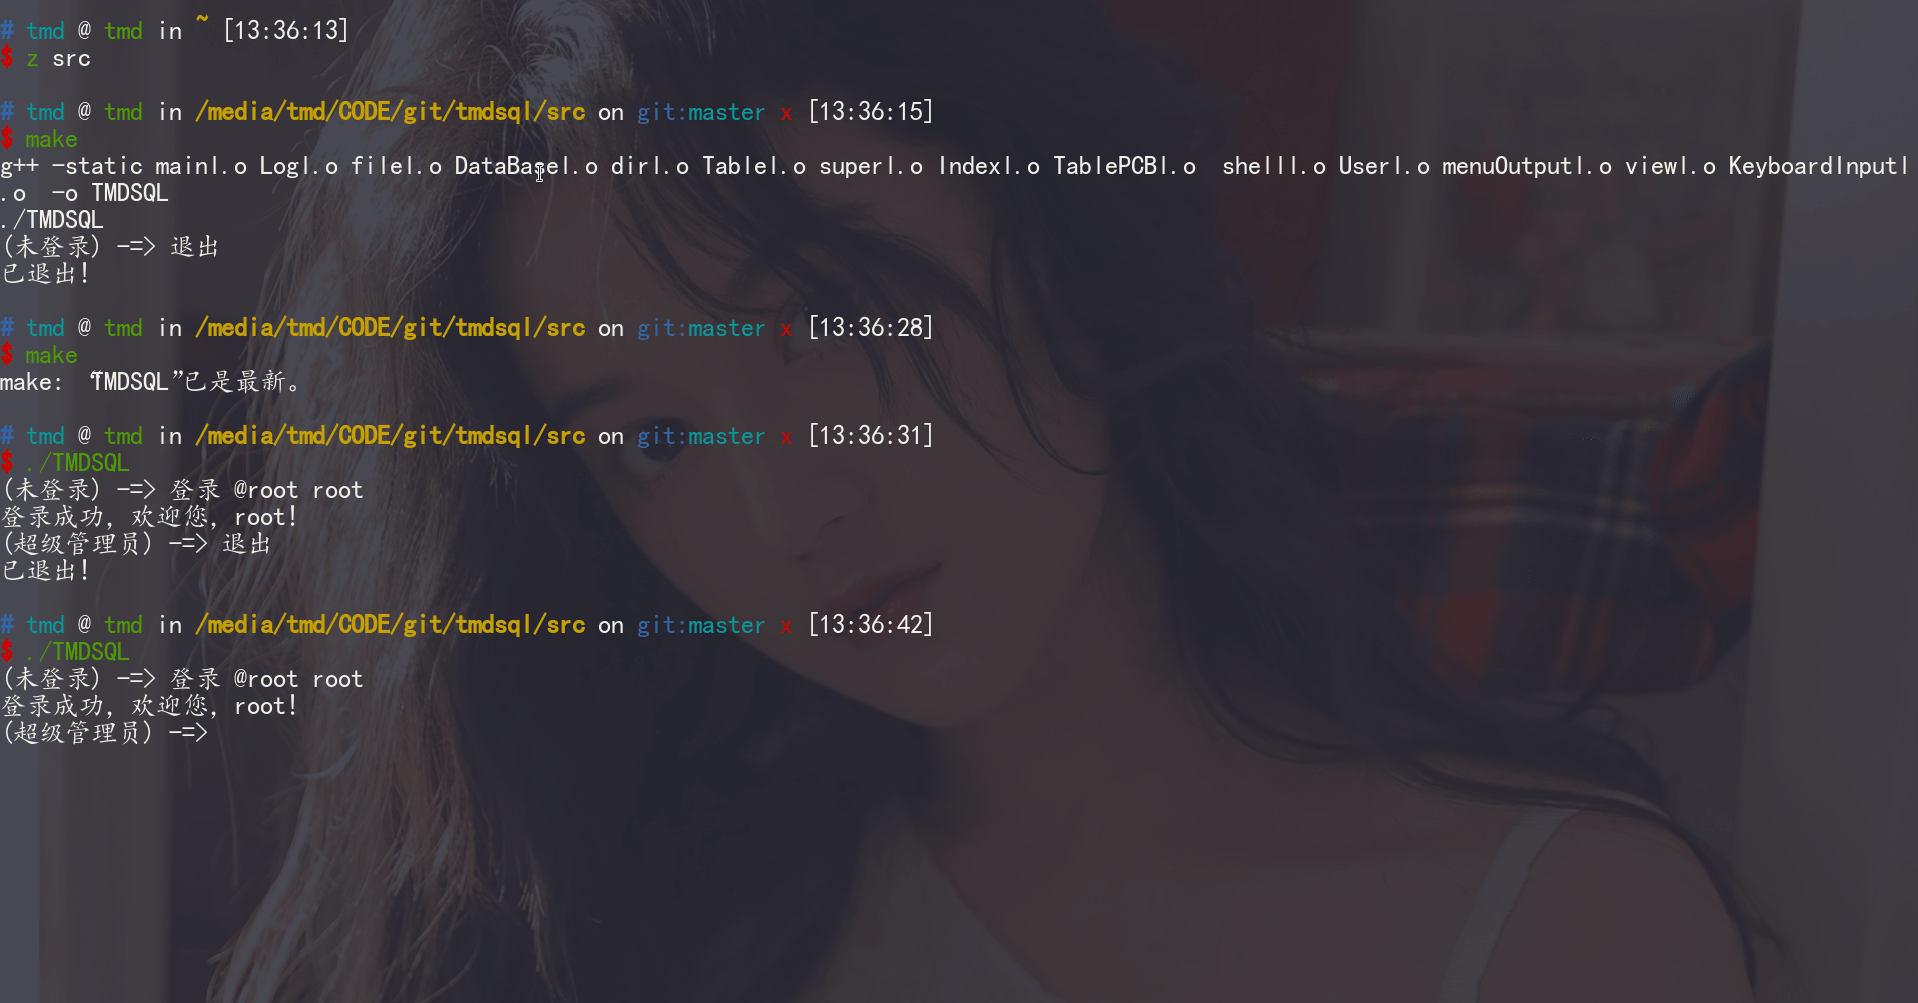 # tmd @ tmd in ~ [13:36:13]
$ z src
# tmd @ tmd in /media/tmd/CODE/git/tmdsql/src on git:master x [13:36:15]
$ make
g++ -static mainl.o Logl.o filel.o DataBasel.o dirl.o Tablel.o superl.o Indexl.o TablePCBl.o  shelll.o Userl.o menuOutputl.o viewl.o KeyboardInputl
.o  -o TMDSQL
./TMDSQL
(未登录) -=> 退出
已退出!
# tmd @ tmd in /media/tmd/CODE/git/tmdsql/src on git:master x [13:36:28]
$ make
make: “TMDSQL”已是最新。
# tmd @ tmd in /media/tmd/CODE/git/tmdsql/src on git:master x [13:36:31]
$ ./TMDSQL
(未登录) -=> 登录 @root root
登录成功, 欢迎您, root!
(超级管理员) -=> 退出
已退出!
# tmd @ tmd in /media/tmd/CODE/git/tmdsql/src on git:master x [13:36:42]
$ ./TMDSQL
(未登录) -=> 登录 @root root
登录成功, 欢迎您, root!
(超级管理员) -=>